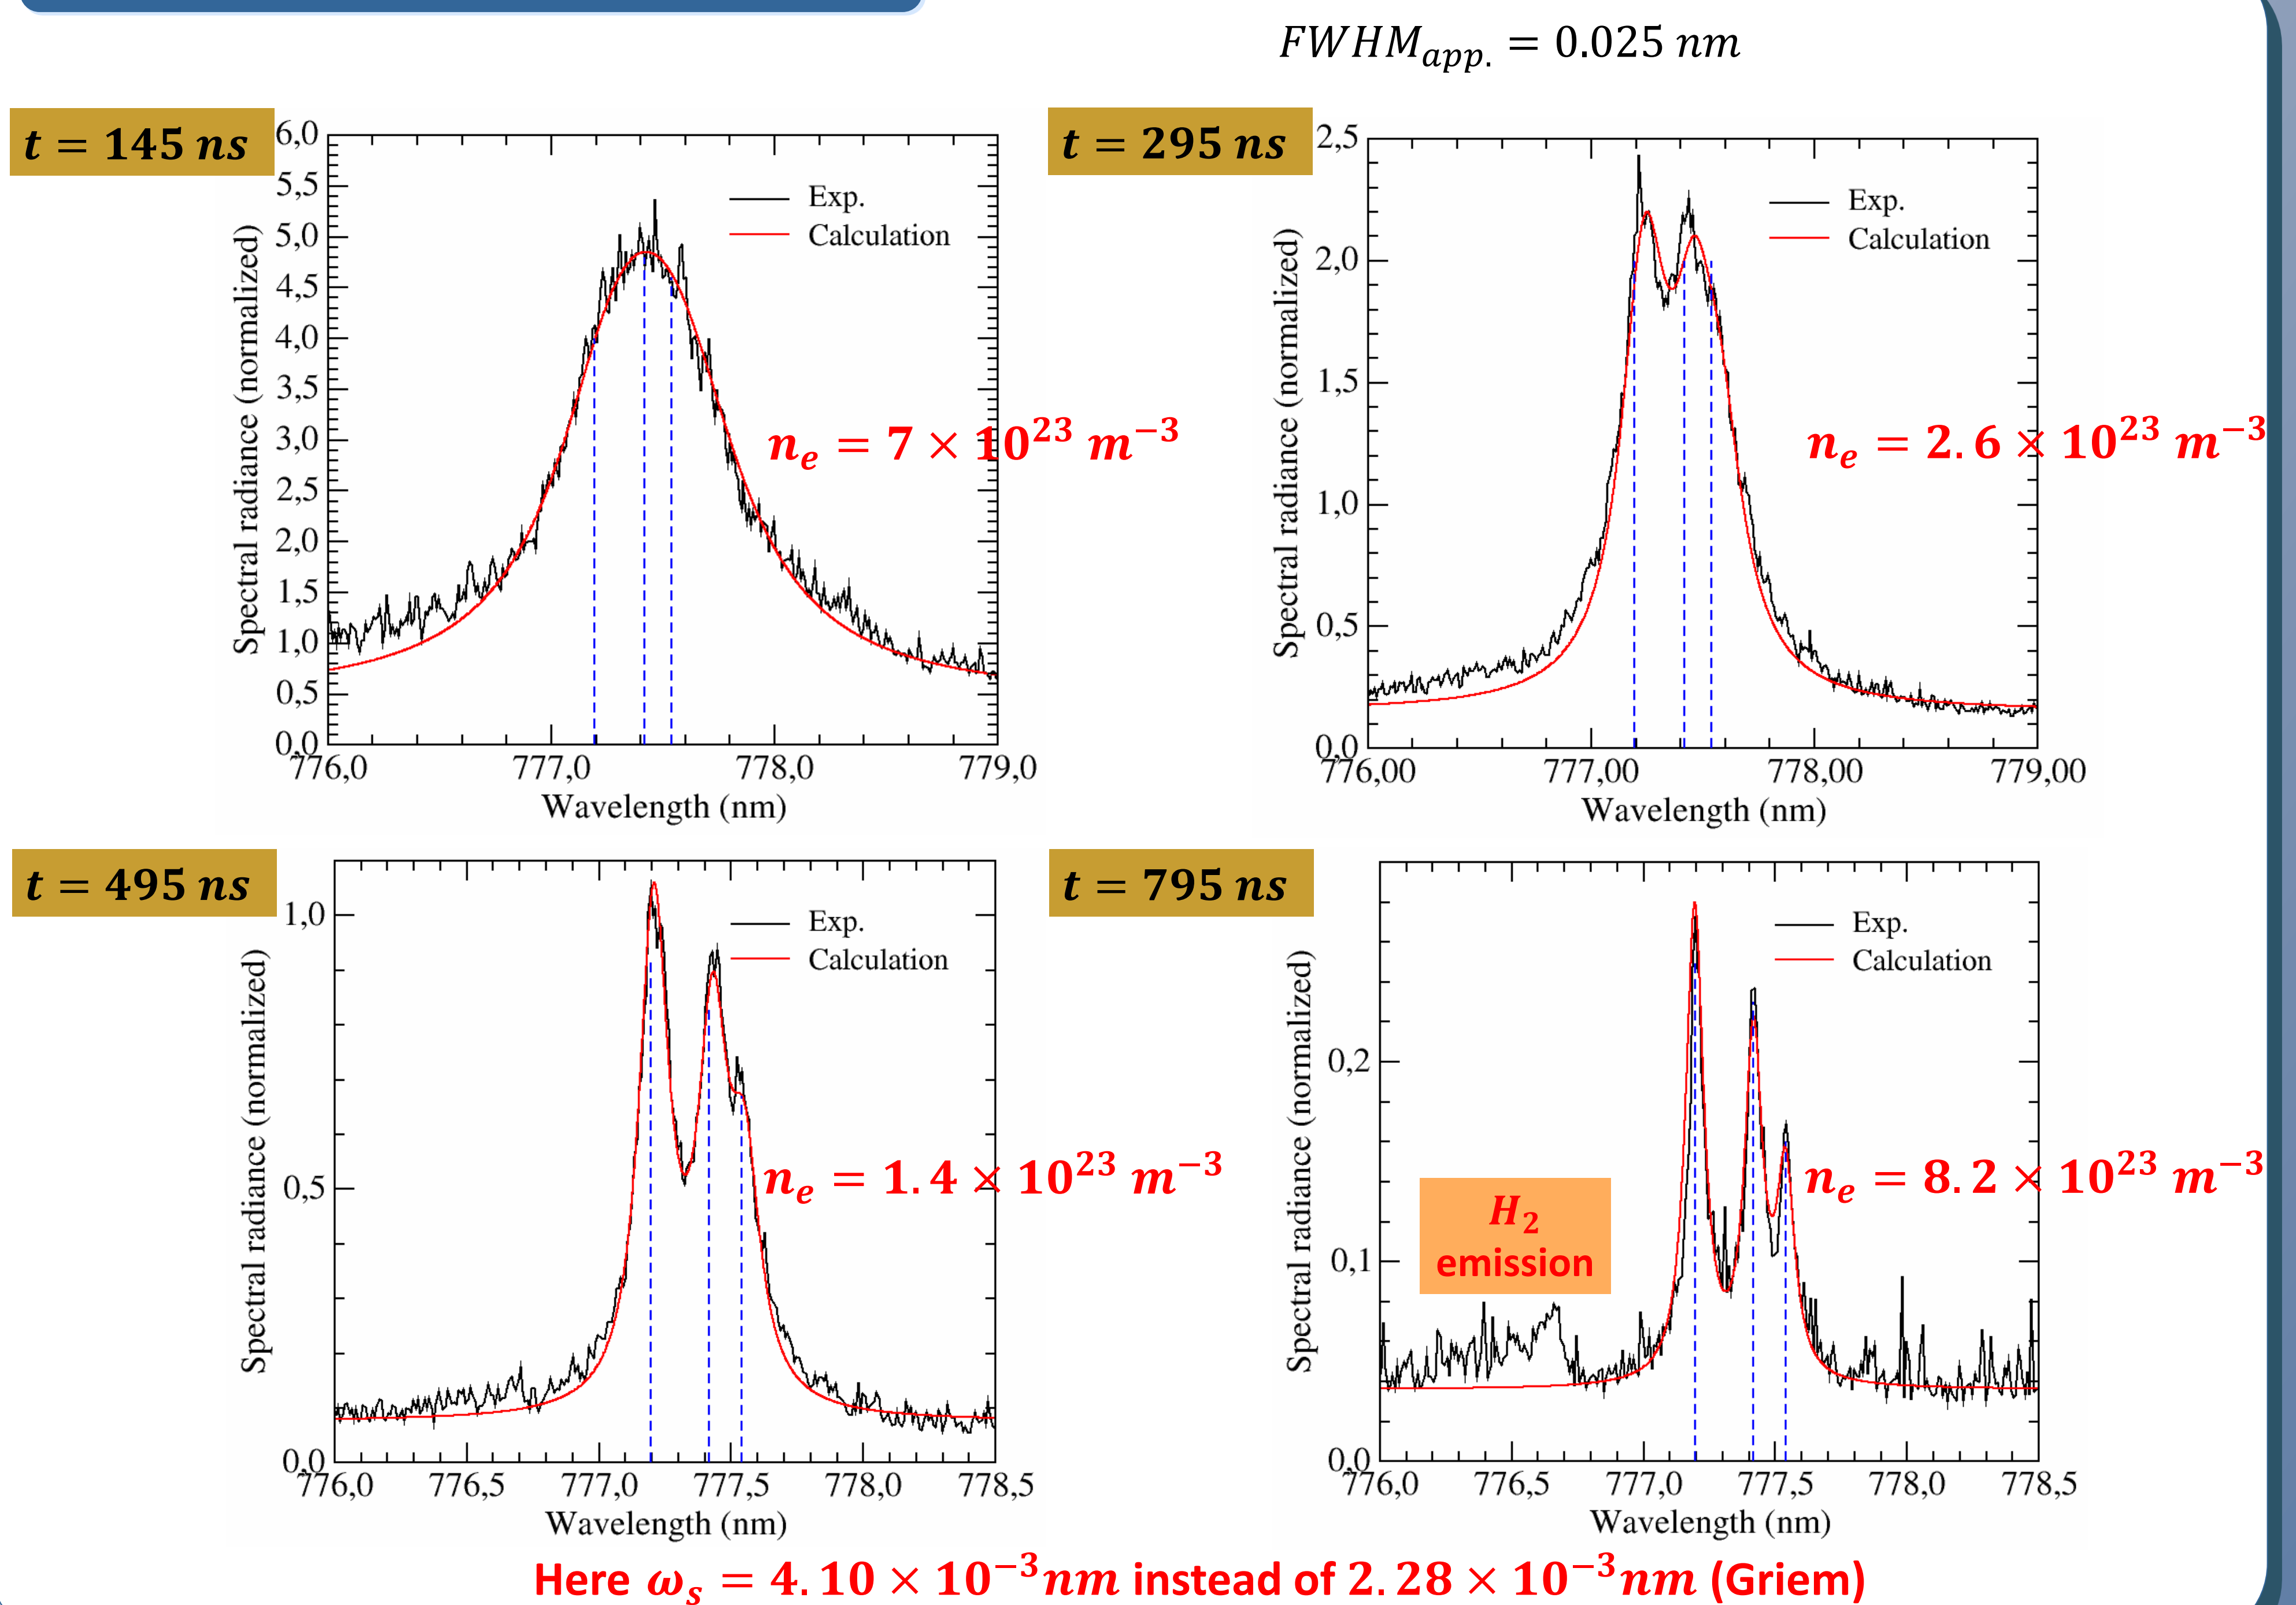 FWHM_app. = 0.025 nm
t = 145 ns
6,0
5,5
5,0
4,5
4,0
3,5
3,0
2,5
2,0
1,5
1,0
0,5
0,0
Spectral radiance (normalized)
Exp.
Calculation
n_e = 7 × 10^23 m^−3
776,0 777,0 778,0 779,0
Wavelength (nm)
t = 295 ns
2,5
2,0
1,5
1,0
0,5
0,0
Spectral radiance (normalized)
Exp.
Calculation
n_e = 2.6 × 10^23 m^−3
776,00 777,00 778,00 779,00
Wavelength (nm)
t = 495 ns
1,0
0,5
0,0
Spectral radiance (normalized)
Exp.
Calculation
n_e = 1.4 × 10^23 m^−3
776,0 776,5 777,0 777,5 778,0 778,5
Wavelength (nm)
t = 795 ns
0,2
0,1
0,0
Spectral radiance (normalized)
Exp.
Calculation
n_e = 8.2 × 10^23 m^−3
H_2
emission
776,0 776,5 777,0 777,5 778,0 778,5
Wavelength (nm)
Here ω_s = 4.10 × 10^−3 nm instead of 2.28 × 10^−3 nm (Griem)